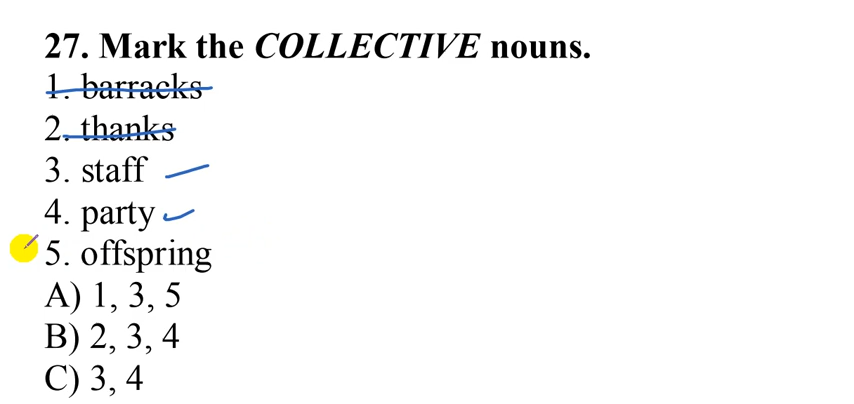 27. Mark the COLLECTIVE nouns.
1. barracks
2. thanks
3. staff
4. party
5. offspring
A) 1, 3, 5
B) 2, 3, 4
C) 3, 4